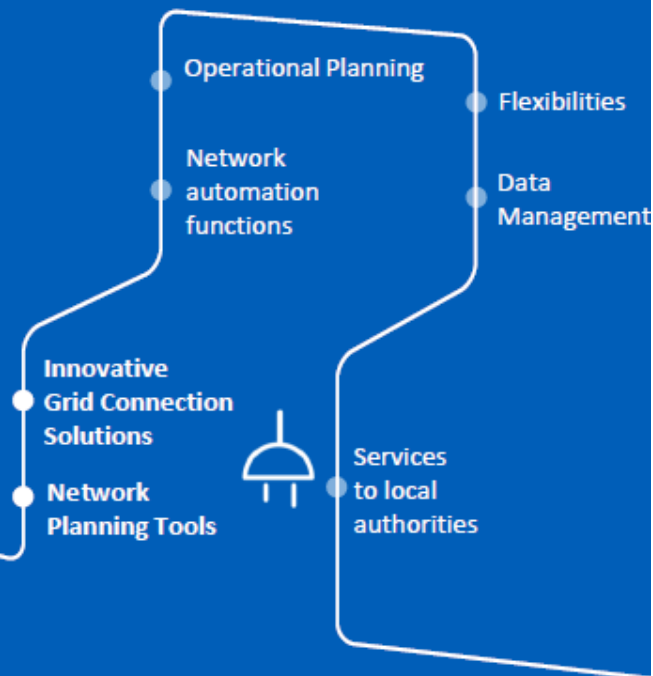 Operational Planning
Network
automation
functions
Innovative
Grid Connection
Solutions
Network
Planning Tools
Flexibilities
Data
Management
Services
to local
authorities